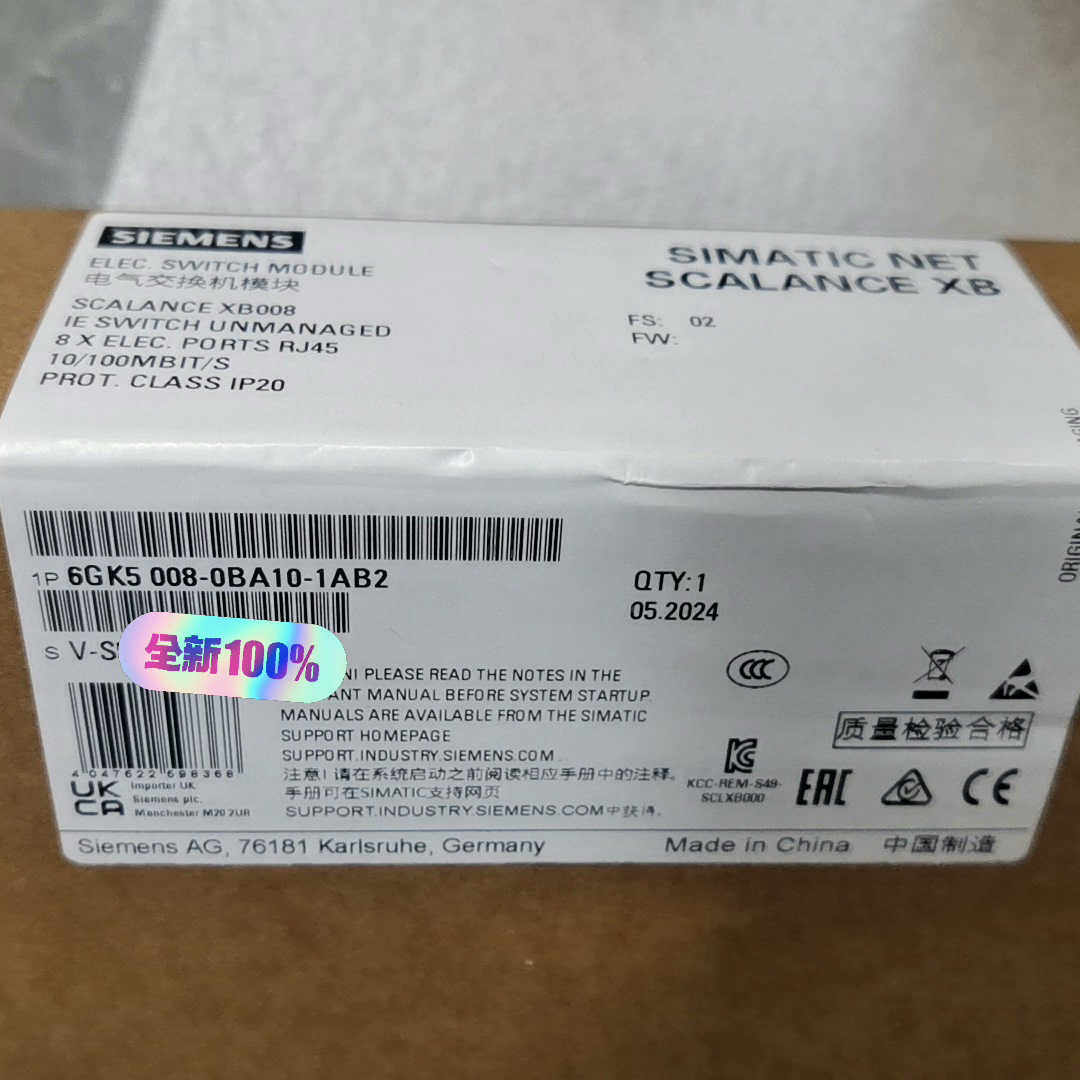 SIEMENS
ELEC. SWITCH MODULE
电气交换机模块
SCALANCE XB008
IE SWITCH UNMANAGED
8 X ELEC. PORTS RJ45
10/100MBIT/S
PROT. CLASS IP20
SIMATIC NET
SCALANCE XB
FS: 02
FW:
1P 6GK5 008-0BA10-1AB2
QTY:1
05.2024
S V-S
全新100%
PLEASE READ THE NOTES IN THE
MANUAL BEFORE SYSTEM STARTUP.
MANUALS ARE AVAILABLE FROM THE SIMATIC
SUPPORT HOMEPAGE
SUPPORT.INDUSTRY.SIEMENS.COM.
注意!请在系统启动之前阅读相应手册中的注释。
手册可在SIMATIC支持网页
SUPPORT.INDUSTRY.SIEMENS.COM中获得。
4 047622 698368
UK
CA
Importer UK
Siemens plc.
Manchester M20 2UR
CCC
质量检验合格
KCC-REM-S49-
SCLXB000
EAC
CE
Siemens AG, 76181 Karlsruhe, Germany
Made in China 中国制造
ORIGINA